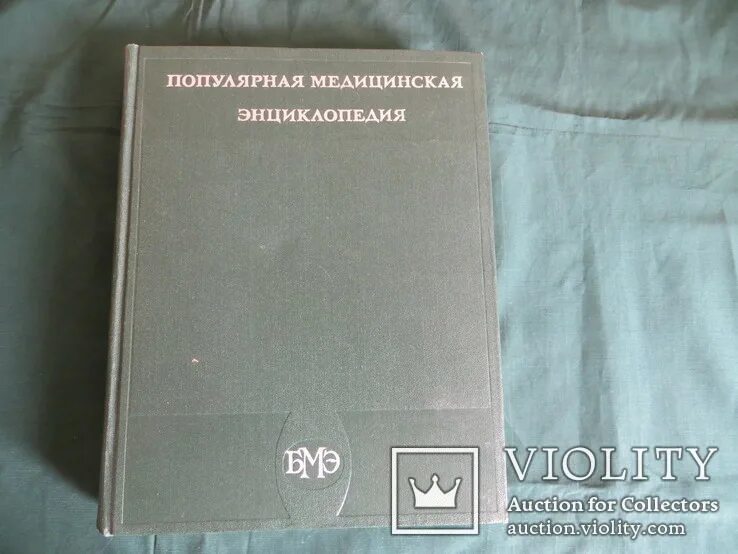 ПОПУЛЯРНАЯ МЕДИЦИНСКАЯ
ЭНЦИКЛОПЕДИЯ
БМЭ
VIOLITY
Auction for Collectors
auction.violity.com